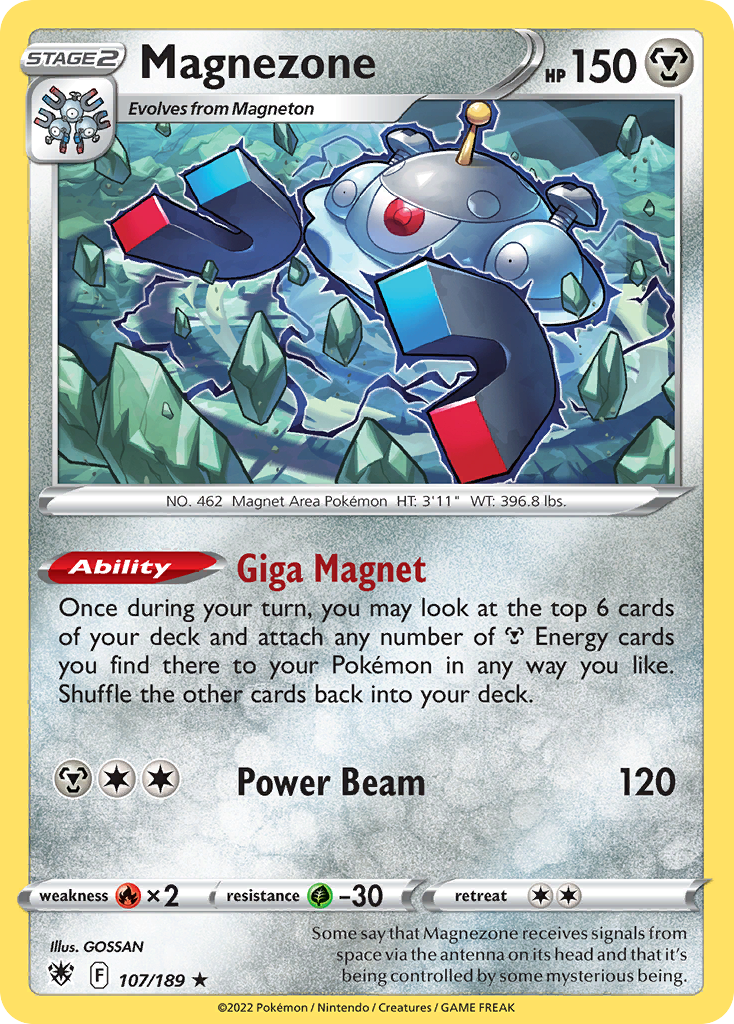 STAGE 2 Magnezone HP 150
Evolves from Magneton
NO. 462 Magnet Area Pokémon HT: 3'11" WT: 396.8 lbs.
Ability Giga Magnet
Once during your turn, you may look at the top 6 cards
of your deck and attach any number of Energy cards
you find there to your Pokémon in any way you like.
Shuffle the other cards back into your deck.
Power Beam 120
weakness ×2 resistance -30 retreat
Illus. GOSSAN
Some say that Magnezone receives signals from
space via the antenna on its head and that it's
being controlled by some mysterious being.
F 107/189 ★
©2022 Pokémon / Nintendo / Creatures / GAME FREAK